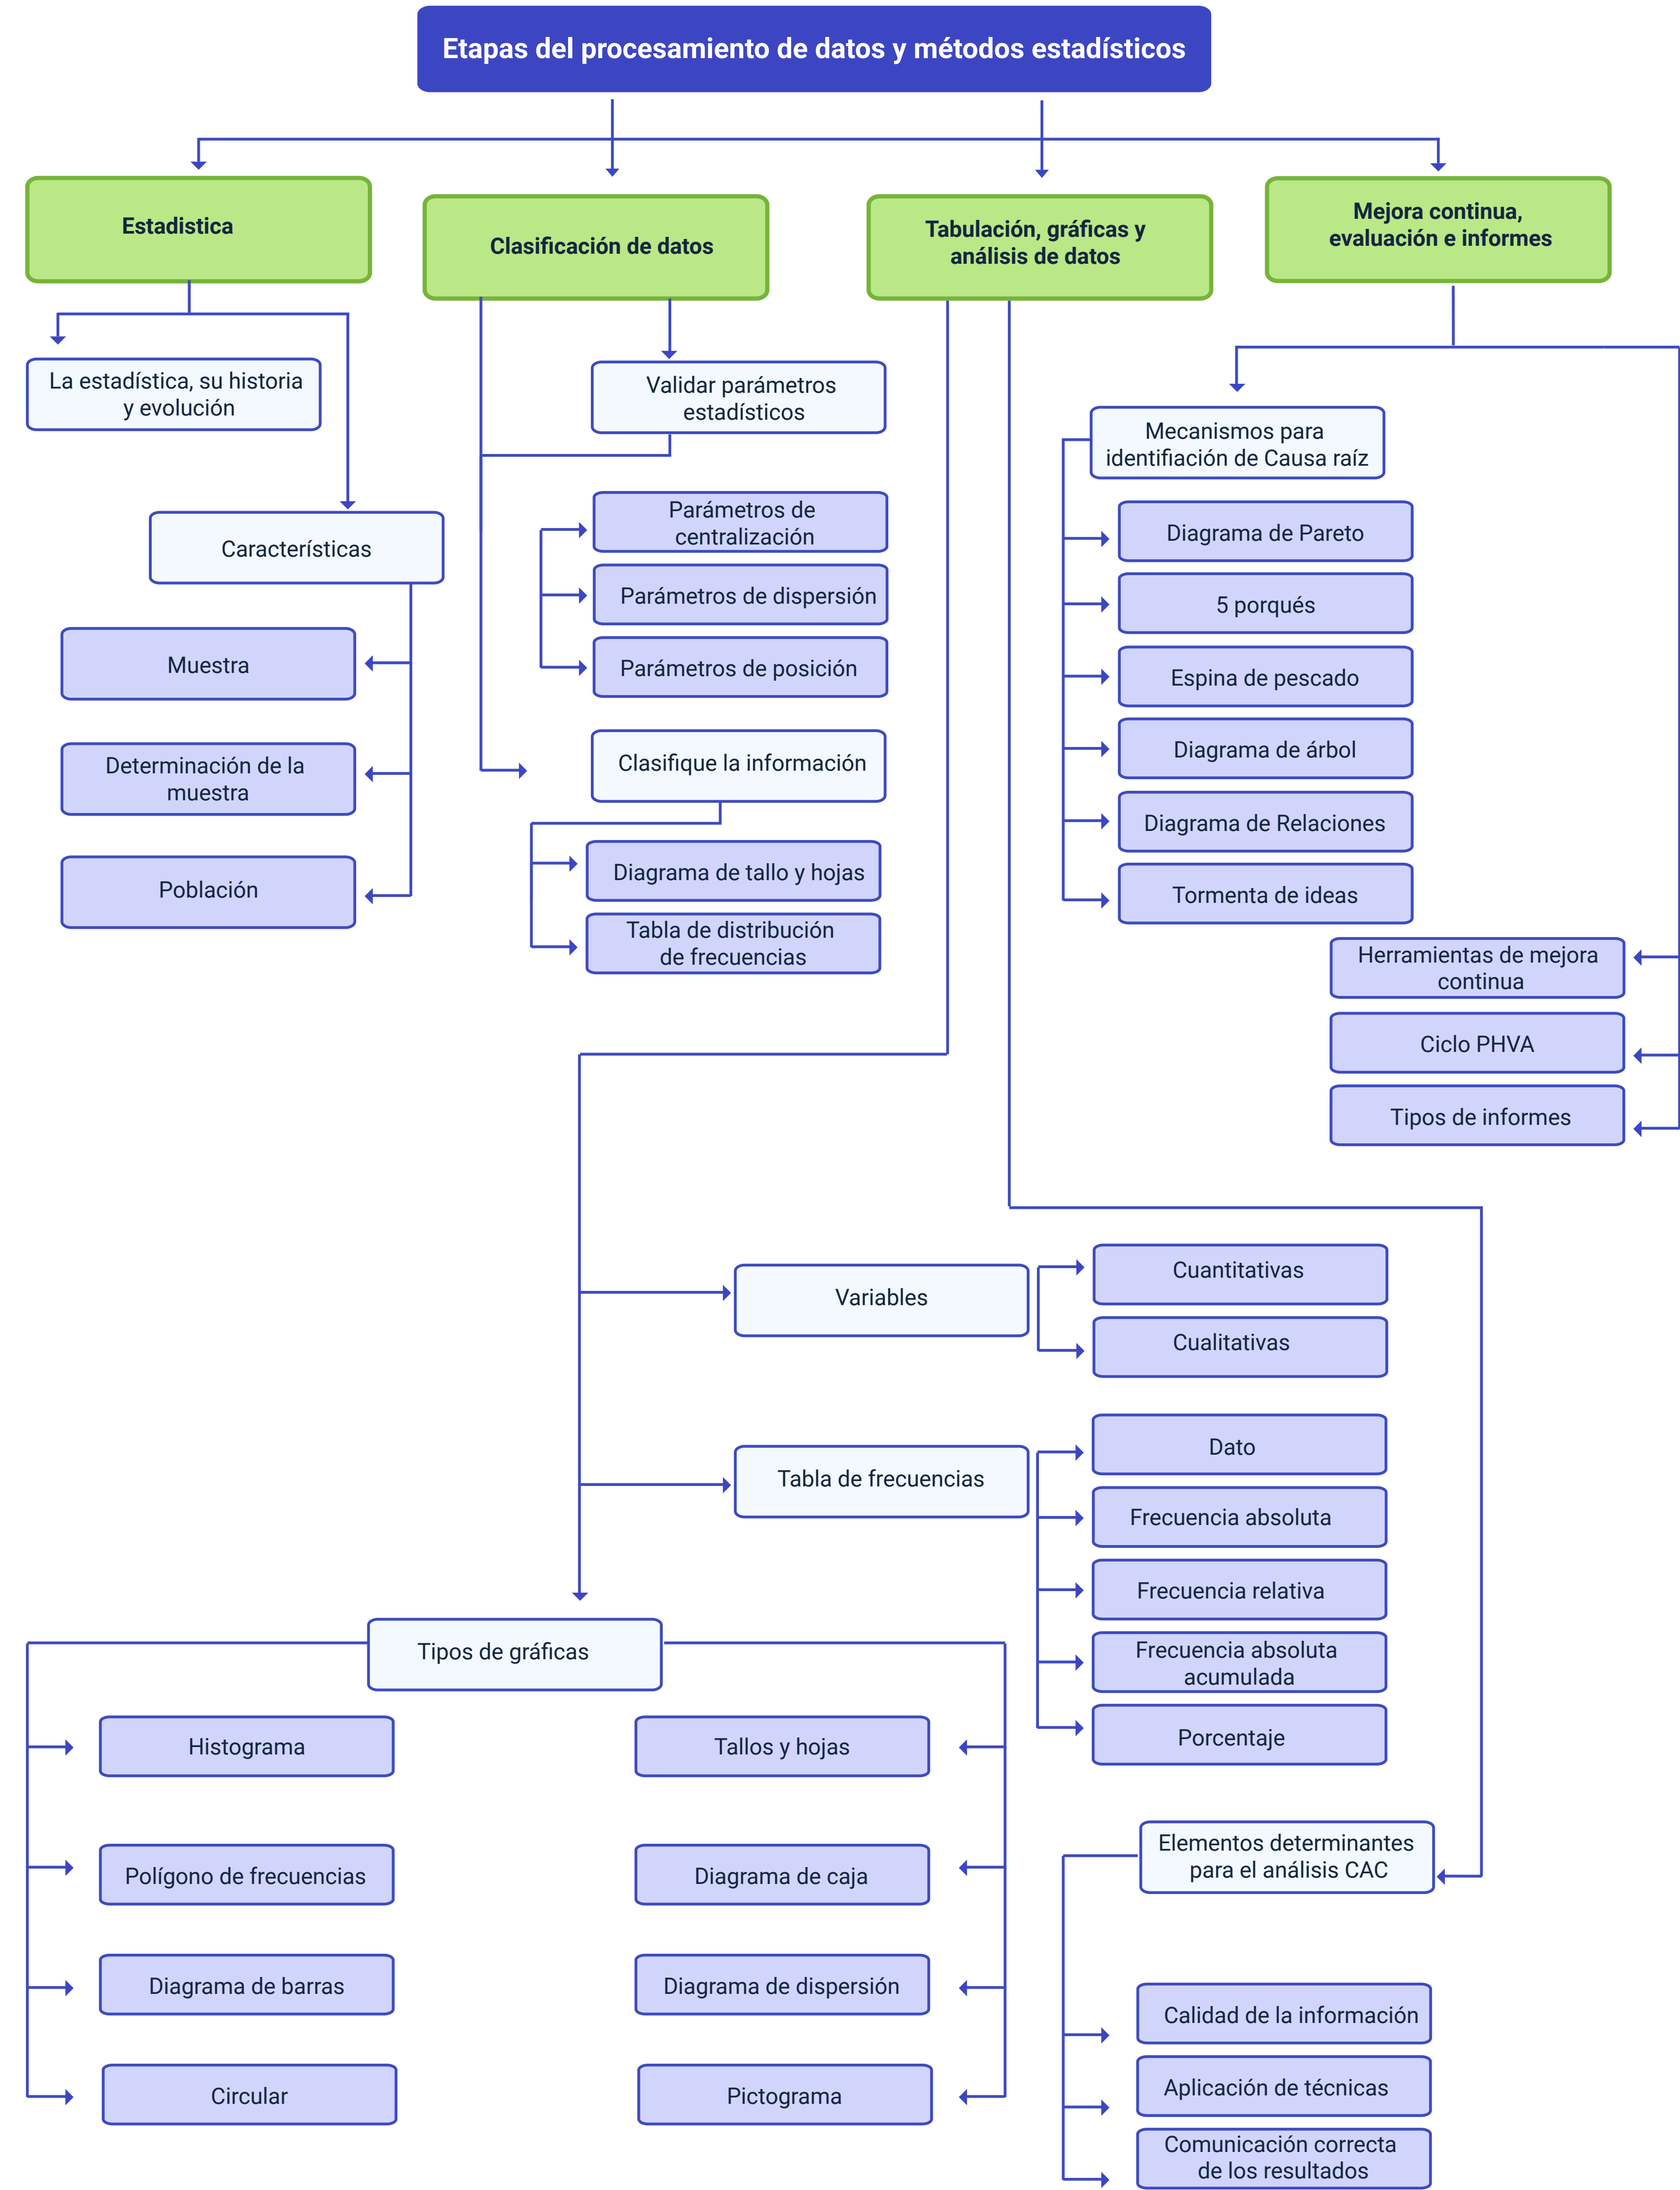 Etapas del procesamiento de datos y métodos estadísticos
Estadistica
Clasificación de datos
Tabulación, gráficas y
análisis de datos
Mejora continua,
evaluación e informes
La estadística, su historia
y evolución
Características
Muestra
Determinación de la
muestra
Población
Validar parámetros
estadísticos
Parámetros de
centralización
Parámetros de dispersión
Parámetros de posición
Clasifique la información
Diagrama de tallo y hojas
Tabla de distribución
de frecuencias
Mecanismos para
identifiación de Causa raíz
Diagrama de Pareto
5 porqués
Espina de pescado
Diagrama de árbol
Diagrama de Relaciones
Tormenta de ideas
Herramientas de mejora
continua
Ciclo PHVA
Tipos de informes
Variables
Cuantitativas
Cualitativas
Tabla de frecuencias
Dato
Frecuencia absoluta
Frecuencia relativa
Frecuencia absoluta
acumulada
Porcentaje
Tipos de gráficas
Histograma
Polígono de frecuencias
Diagrama de barras
Circular
Tallos y hojas
Diagrama de caja
Diagrama de dispersión
Pictograma
Elementos determinantes
para el análisis CAC
Calidad de la información
Aplicación de técnicas
Comunicación correcta
de los resultados